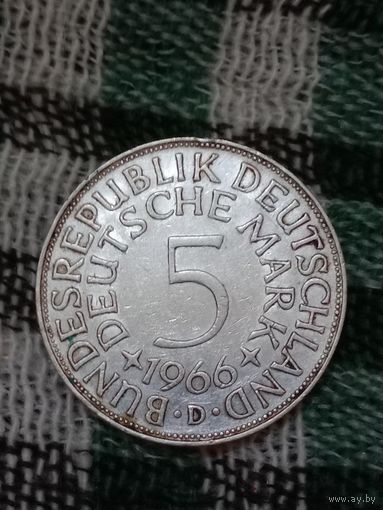 BUNDESREPUBLIK DEUTSCHLAND
DEUTSCHE MARK
5
1966
· D ·
www.ay.by